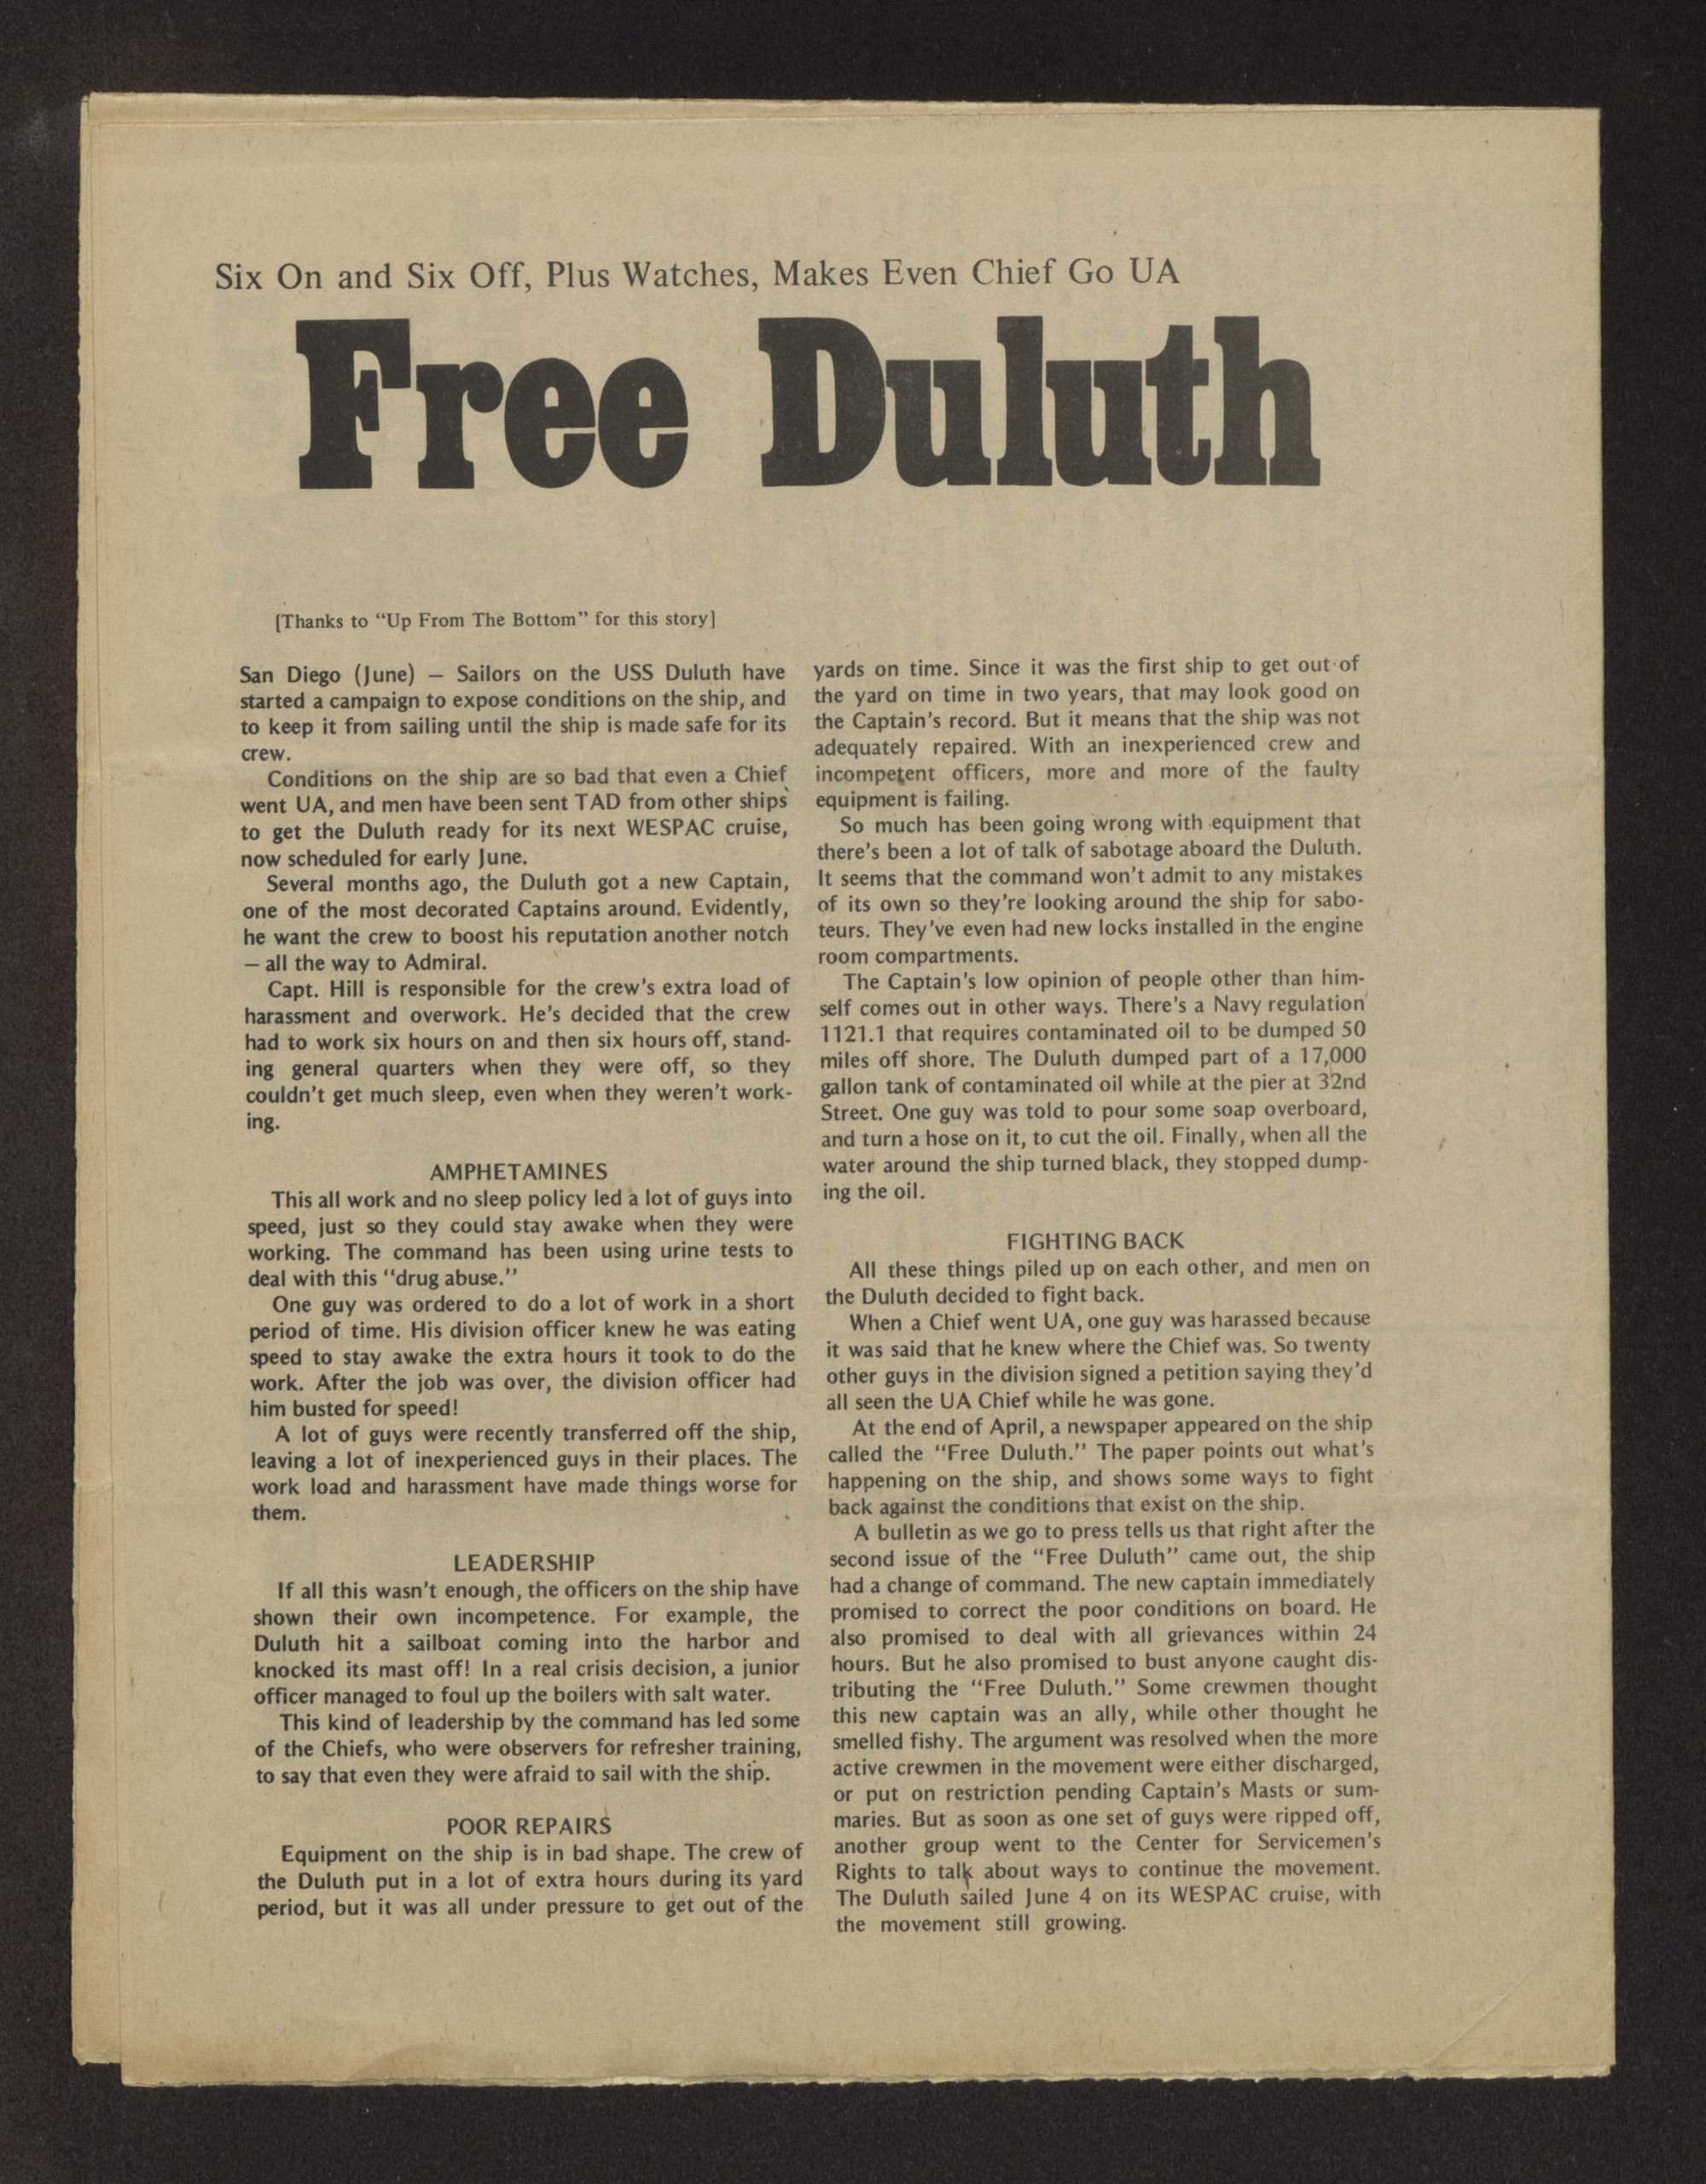 Six On and Six Off, Plus Watches, Makes Even Chief Go UA
Free Duluth
[Thanks to “Up From The Bottom” for this story]
San Diego (June) — Sailors on the USS Duluth have
started a campaign to expose conditions on the ship, and
to keep it from sailing until the ship is made safe for its
crew.
Conditions on the ship are so bad that even a Chief
went UA, and men have been sent TAD from other ships
to get the Duluth ready for its next WESPAC cruise,
now scheduled for early June.
Several months ago, the Duluth got a new Captain,
one of the most decorated Captains around. Evidently,
he want the crew to boost his reputation another notch
— all the way to Admiral.
Capt. Hill is responsible for the crew's extra load of
harassment and overwork. He's decided that the crew
had to work six hours on and then six hours off, stand-
ing general quarters when they were off, so they
couldn't get much sleep, even when they weren't work-
ing.
AMPHETAMINES
This all work and no sleep policy led a lot of guys into
speed, just so they could stay awake when they were
working. The command has been using urine tests to
deal with this “drug abuse.”
One guy was ordered to do a lot of work in a short
period of time. His division officer knew he was eating
speed to stay awake the extra hours it took to do the
work. After the job was over, the division officer had
him busted for speed!
A lot of guys were recently transferred off the ship,
leaving a lot of inexperienced guys in their places. The
work load and harassment have made things worse for
them.
LEADERSHIP
If all this wasn't enough, the officers on the ship have
shown their own incompetence. For example, the
Duluth hit a sailboat coming into the harbor and
knocked its mast off! In a real crisis decision, a junior
officer managed to foul up the boilers with salt water.
This kind of leadership by the command has led some
of the Chiefs, who were observers for refresher training,
to say that even they were afraid to sail with the ship.
POOR REPAIRS
Equipment on the ship is in bad shape. The crew of
the Duluth put in a lot of extra hours during its yard
period, but it was all under pressure to get out of the
yards on time. Since it was the first ship to get out of
the yard on time in two years, that may look good on
the Captain's record. But it means that the ship was not
adequately repaired. With an inexperienced crew and
incompetent officers, more and more of the faulty
equipment is failing.
So much has been going wrong with equipment that
there's been a lot of talk of sabotage aboard the Duluth.
It seems that the command won't admit to any mistakes
of its own so they're looking around the ship for sabo-
teurs. They've even had new locks installed in the engine
room compartments.
The Captain's low opinion of people other than him-
self comes out in other ways. There's a Navy regulation
1121.1 that requires contaminated oil to be dumped 50
miles off shore. The Duluth dumped part of a 17,000
gallon tank of contaminated oil while at the pier at 32nd
Street. One guy was told to pour some soap overboard,
and turn a hose on it, to cut the oil. Finally, when all the
water around the ship turned black, they stopped dump-
ing the oil.
FIGHTING BACK
All these things piled up on each other, and men on
the Duluth decided to fight back.
When a Chief went UA, one guy was harassed because
it was said that he knew where the Chief was. So twenty
other guys in the division signed a petition saying they'd
all seen the UA Chief while he was gone.
At the end of April, a newspaper appeared on the ship
called the “Free Duluth.” The paper points out what's
happening on the ship, and shows some ways to fight
back against the conditions that exist on the ship.
A bulletin as we go to press tells us that right after the
second issue of the “Free Duluth” came out, the ship
had a change of command. The new captain immediately
promised to correct the poor conditions on board. He
also promised to deal with all grievances within 24
hours. But he also promised to bust anyone caught dis-
tributing the “Free Duluth.” Some crewmen thought
this new captain was an ally, while other thought he
smelled fishy. The argument was resolved when the more
active crewmen in the movement were either discharged,
or put on restriction pending Captain's Masts or sum-
maries. But as soon as one set of guys were ripped off,
another group went to the Center for Servicemen's
Rights to talk about ways to continue the movement.
The Duluth sailed June 4 on its WESPAC cruise, with
the movement still growing.